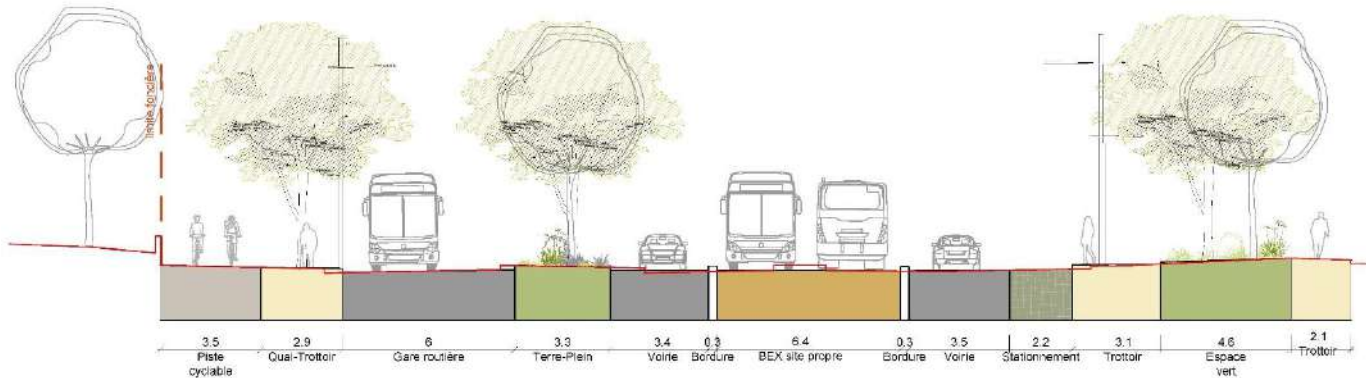 limite foncière
3.5 2.9 6 3.3 3.4 0.3 6.4 0.3 3.5 2.2 3.1 4.6 2.1
Piste Quai-Trottoir Gare routière Terre-Plein Voirie Bordure BEX site propre Bordure Voirie Stationnement Trottoir Espace Trottoir
cyclable vert